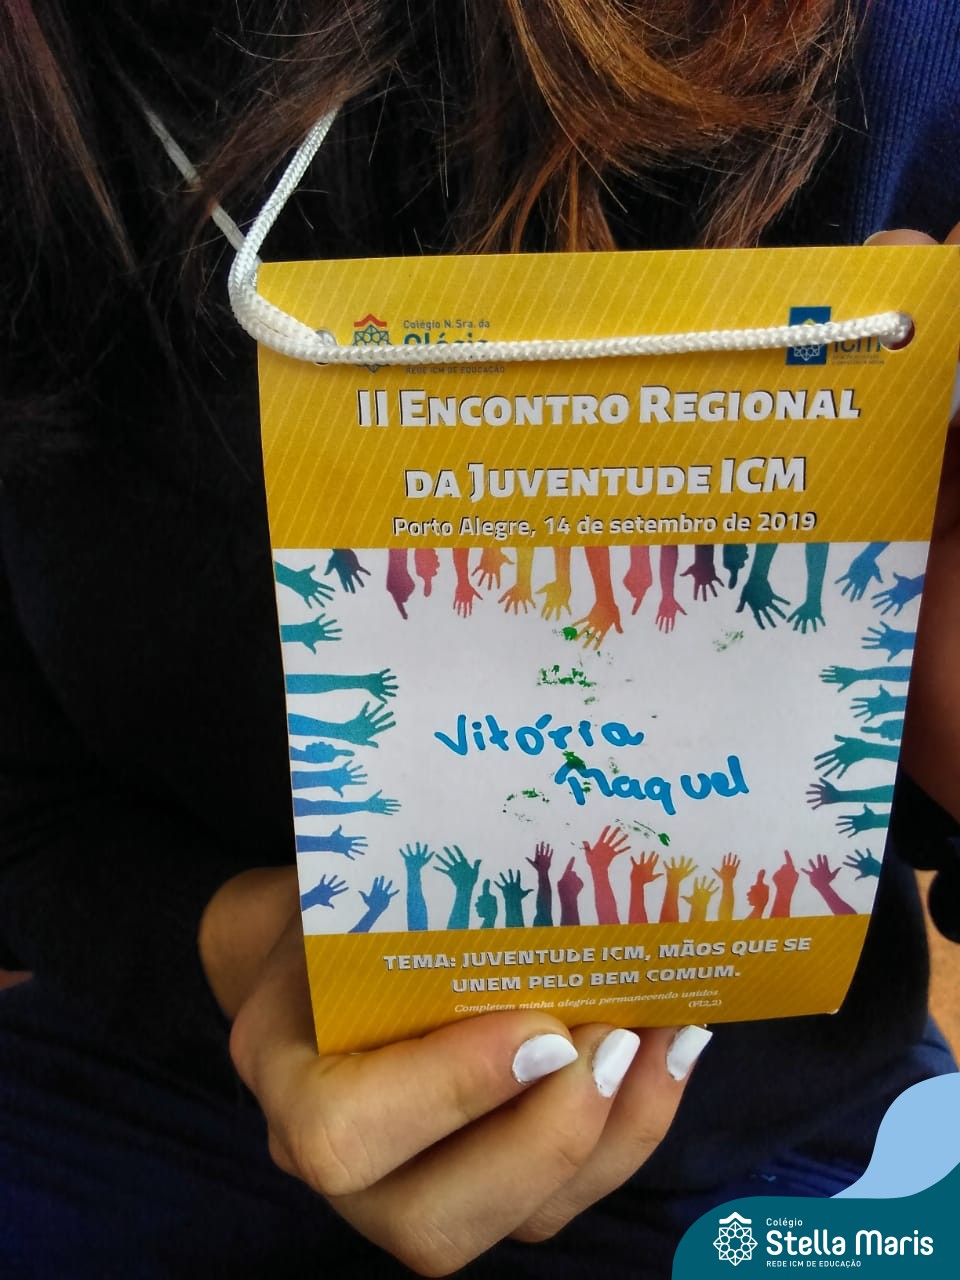 Colégio N. Sra. da
Glória
REDE ICM DE EDUCAÇÃO
icm
II ENCONTRO REGIONAL
DA JUVENTUDE ICM
Porto Alegre, 14 de setembro de 2019
Vitória
Raquel
TEMA: JUVENTUDE ICM, MÃOS QUE SE
UNEM PELO BEM COMUM.
Completem minha alegria permanecendo unidos
(Fl2,2)
Colégio
Stella Maris
REDE ICM DE EDUCAÇÃO